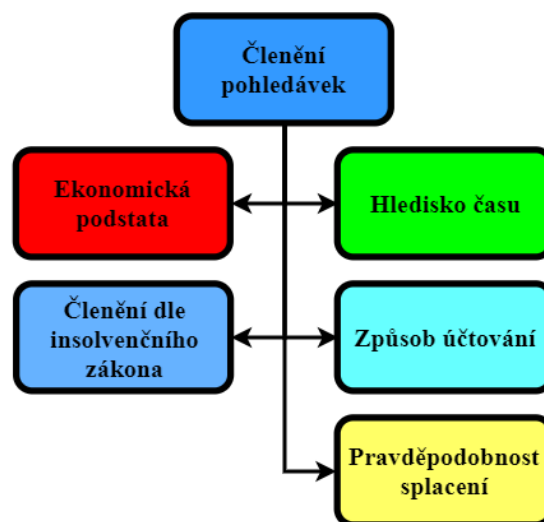 Členění
pohledávek
Ekonomická
podstata
Hledisko času
Členění dle
insolvenčního
zákona
Způsob účtování
Pravděpodobnost
splacení